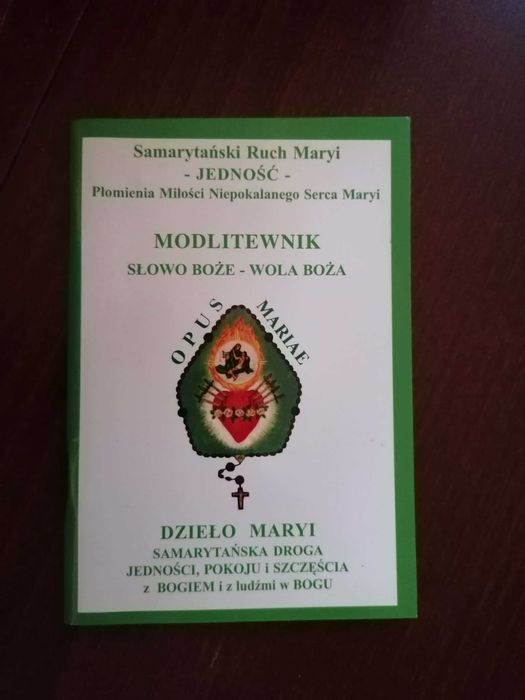 Samarytański Ruch Maryi
- JEDNOŚĆ -
Płomienia Miłości Niepokalanego Serca Maryi
MODLITEWNIK
SŁOWO BOŻE - WOLA BOŻA
OPUS MARIAE
DZIEŁO MARYI
SAMARYTAŃSKA DROGA
JEDNOŚCI, POKOJU i SZCZĘŚCIA
z BOGIEM i z ludźmi w BOGU